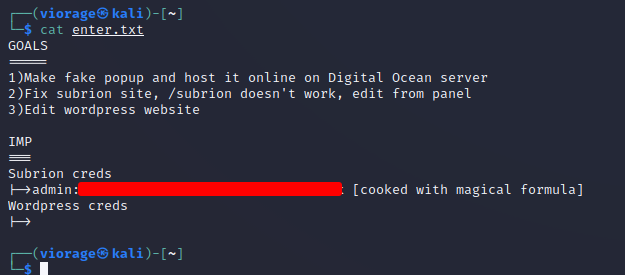 ┌──(viorage㉿kali)-[~]
└─$ cat enter.txt
GOALS
=====
1)Make fake popup and host it online on Digital Ocean server
2)Fix subrion site, /subrion doesn't work, edit from panel
3)Edit wordpress website
IMP
===
Subrion creds
|->admin: [cooked with magical formula]
Wordpress creds
|->
┌──(viorage㉿kali)-[~]
└─$